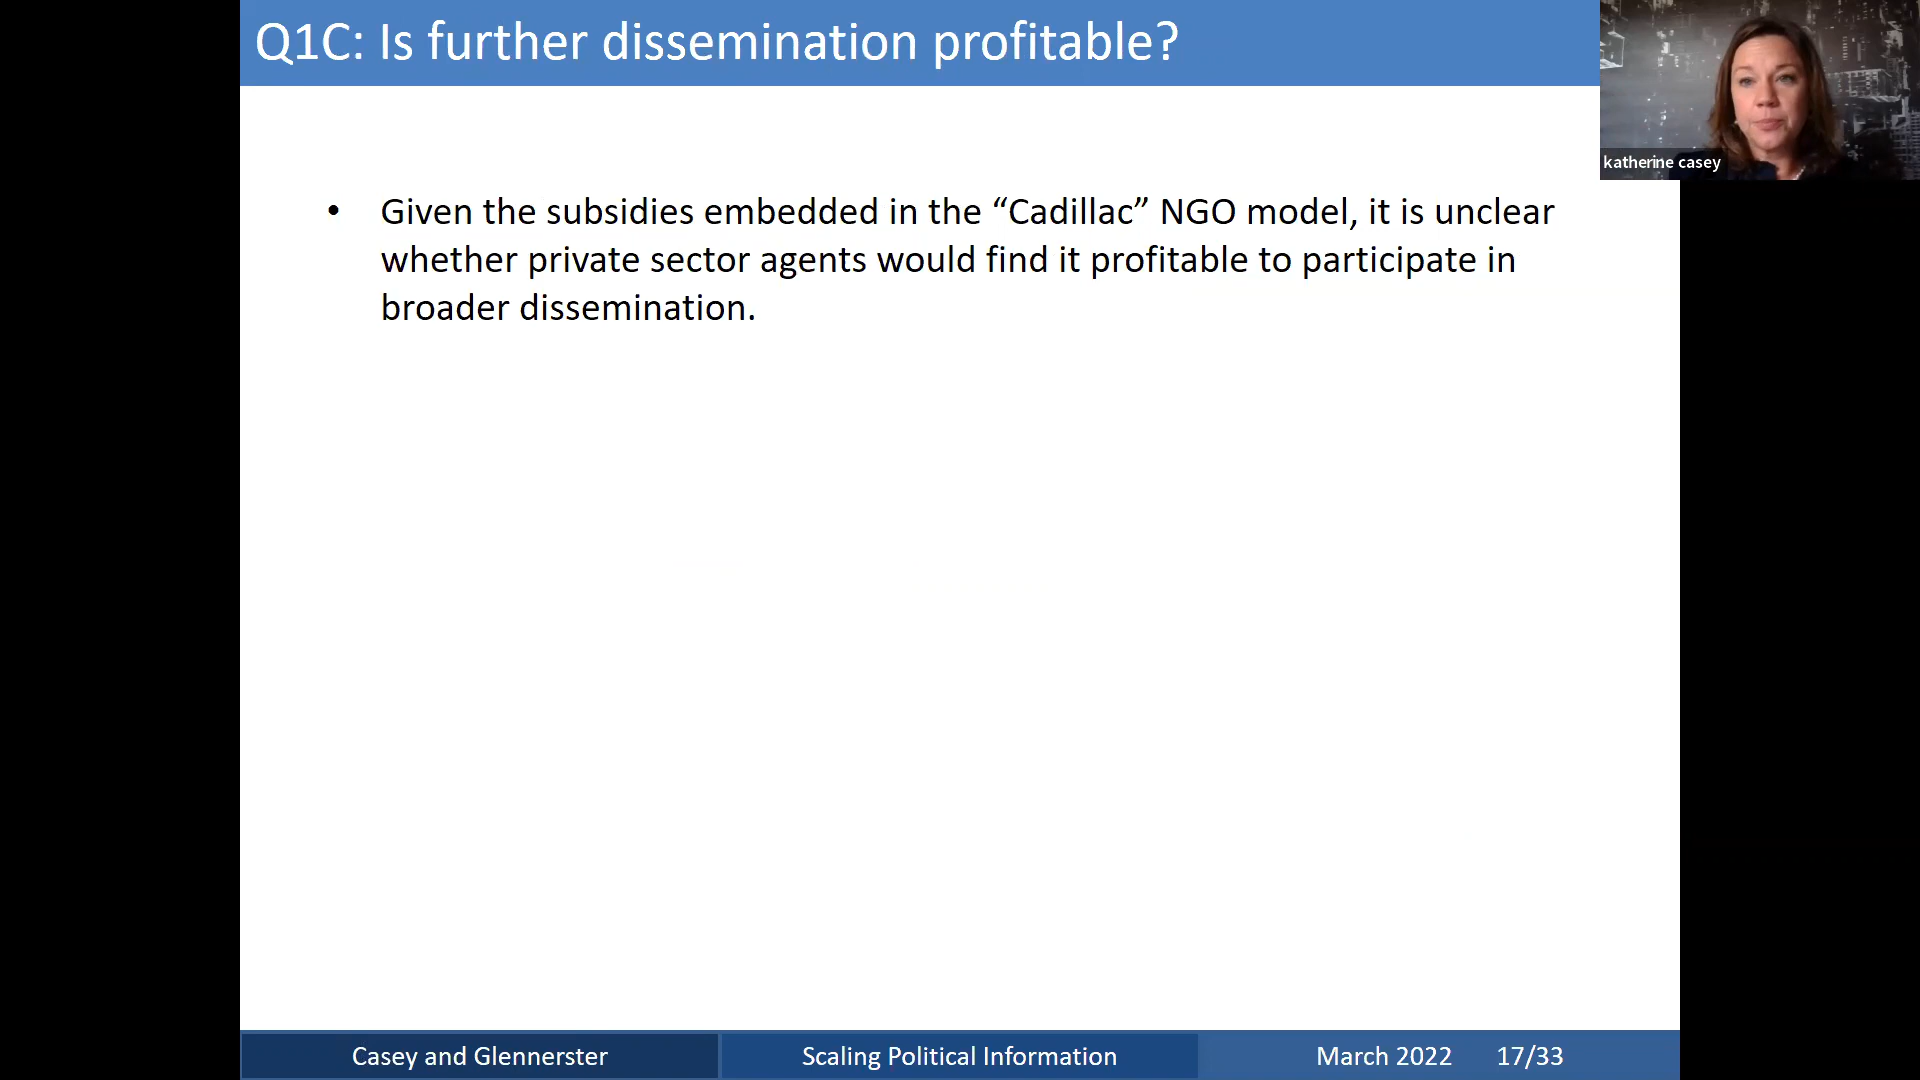 Q1C: Is further dissemination profitable?
katherine casey
• Given the subsidies embedded in the “Cadillac” NGO model, it is unclear
whether private sector agents would find it profitable to participate in
broader dissemination.
Casey and Glennerster
Scaling Political Information
March 2022 17/33